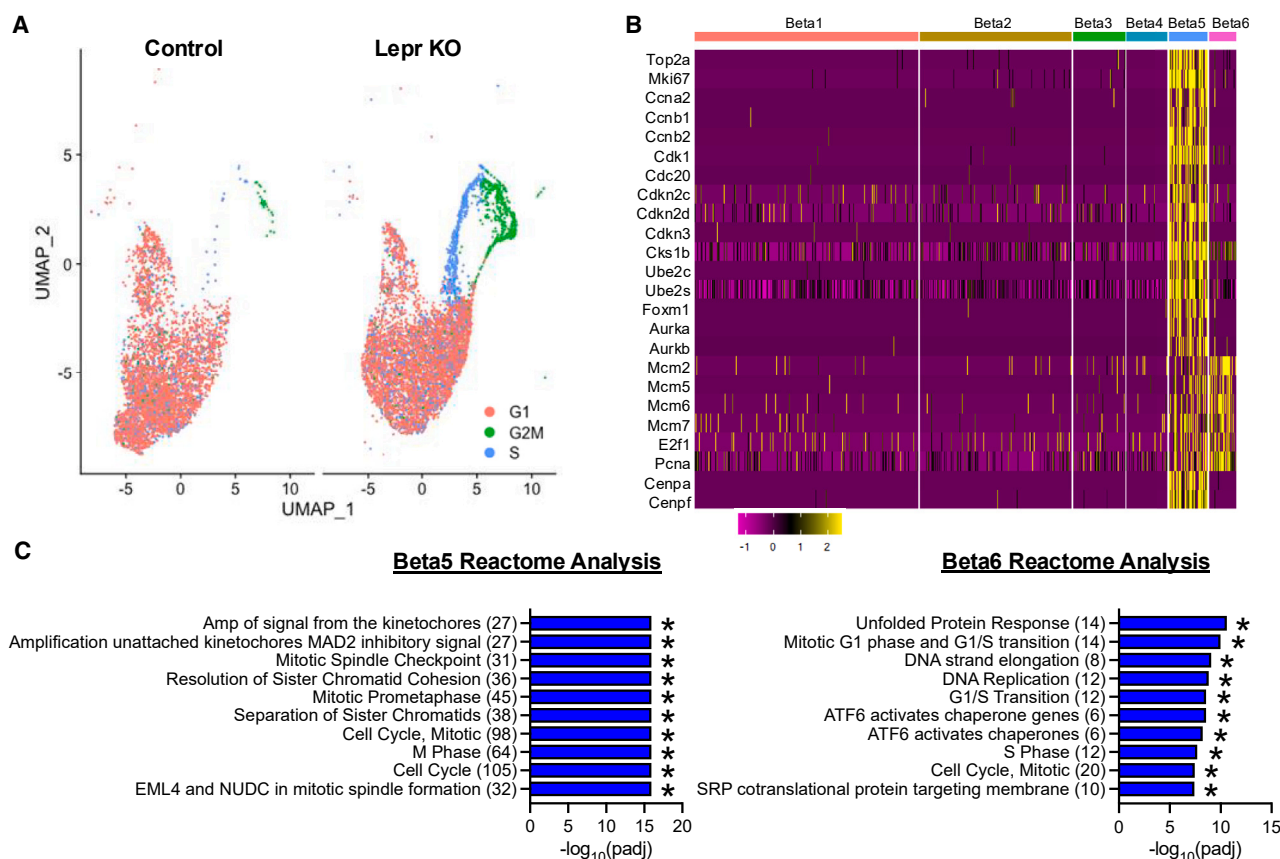 A
Control
Lepr KO
UMAP_2
5
0
-5
G1
G2M
S
-5 0 5 10
-5 0 5 10
UMAP_1
B
Beta1 Beta2 Beta3 Beta4 Beta5 Beta6
Top2a
Mki67
Ccna2
Ccnb1
Ccnb2
Cdk1
Cdc20
Cdkn2c
Cdkn2d
Cdkn3
Cks1b
Ube2c
Ube2s
Foxm1
Aurka
Aurkb
Mcm2
Mcm5
Mcm6
Mcm7
E2f1
Pcna
Cenpa
Cenpf
-1 0 1 2
C
Beta5 Reactome Analysis
Amp of signal from the kinetochores (27) *
Amplification unattached kinetochores MAD2 inhibitory signal (27) *
Mitotic Spindle Checkpoint (31) *
Resolution of Sister Chromatid Cohesion (36) *
Mitotic Prometaphase (45) *
Separation of Sister Chromatids (38) *
Cell Cycle, Mitotic (98) *
M Phase (64) *
Cell Cycle (105) *
EML4 and NUDC in mitotic spindle formation (32) *
0 5 10 15 20
-log10(padj)
Beta6 Reactome Analysis
Unfolded Protein Response (14) *
Mitotic G1 phase and G1/S transition (14) *
DNA strand elongation (8) *
DNA Replication (12) *
G1/S Transition (12) *
ATF6 activates chaperone genes (6) *
ATF6 activates chaperones (6) *
S Phase (12) *
Cell Cycle, Mitotic (20) *
SRP cotranslational protein targeting membrane (10) *
0 5 10 15
-log10(padj)